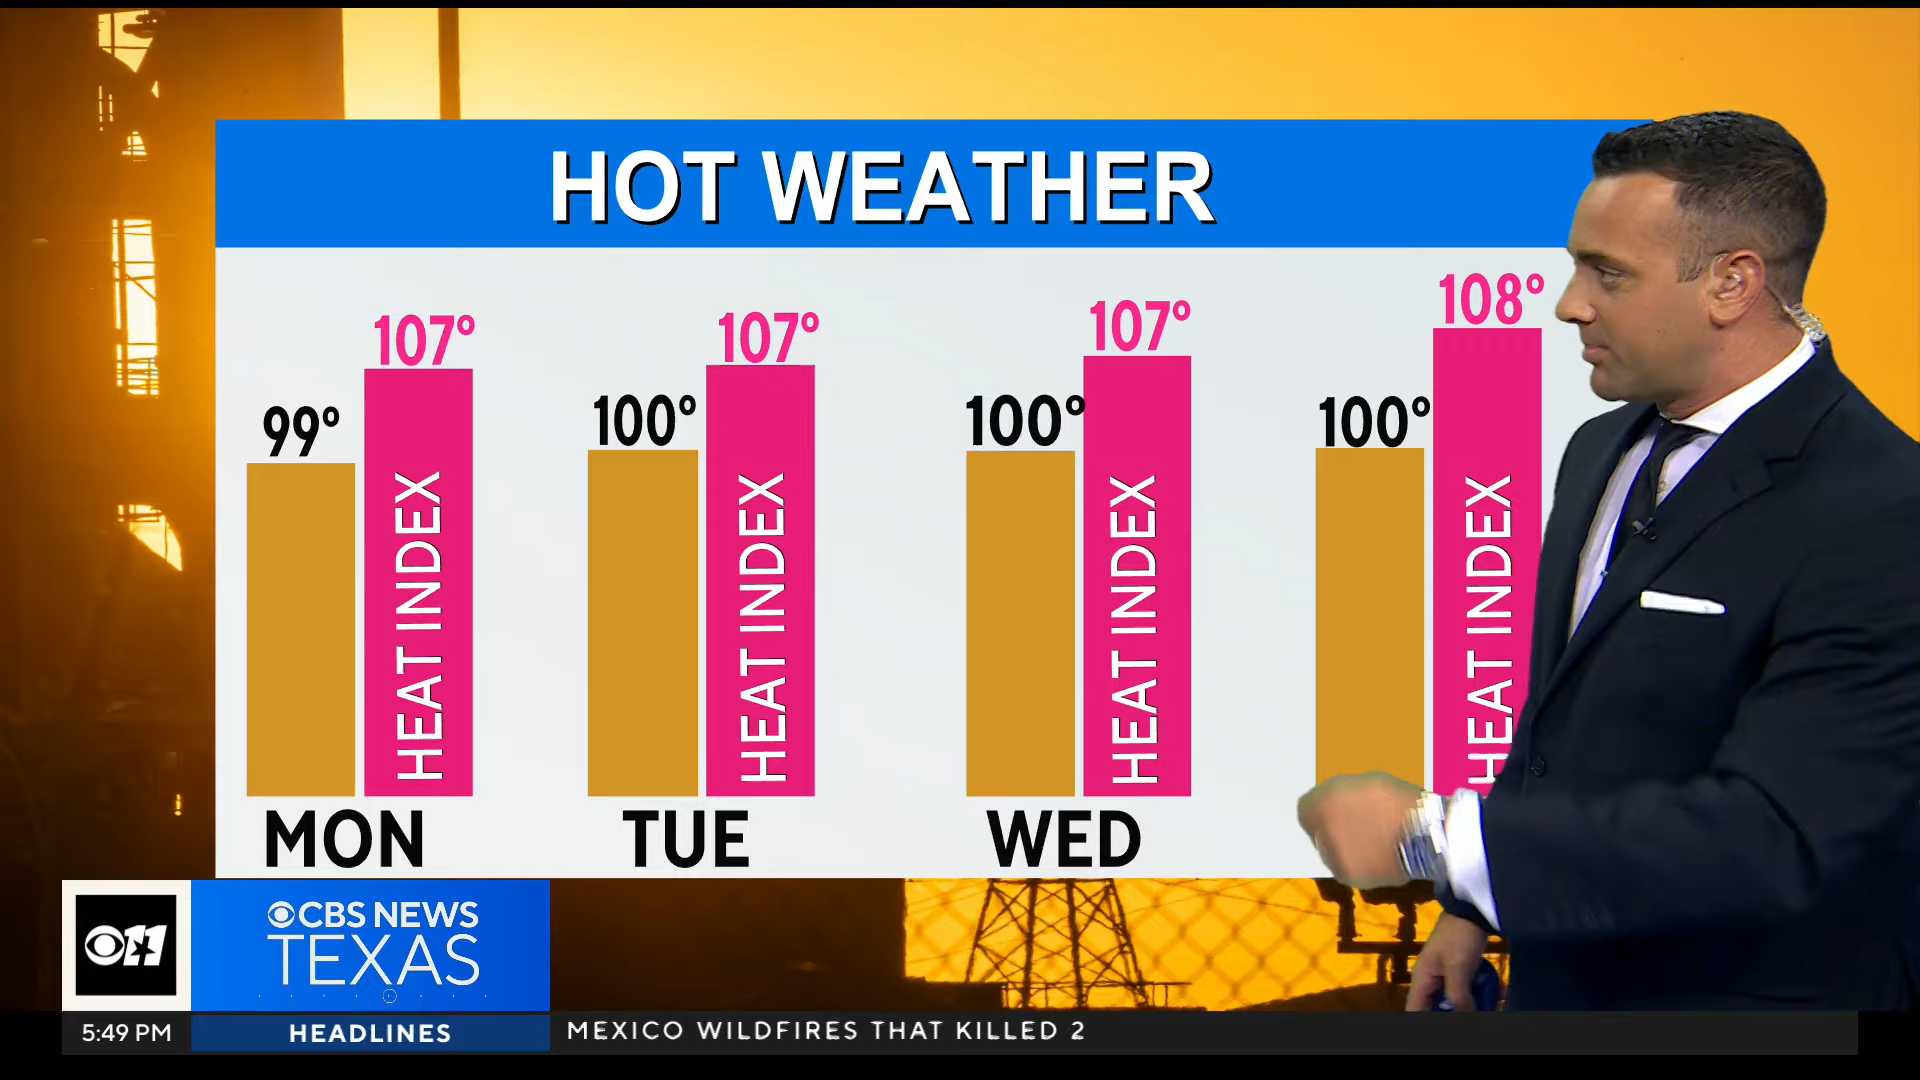 HOT WEATHER
99° 107° 100° 107° 100° 107° 100° 108°
HEAT INDEX HEAT INDEX HEAT INDEX HEAT INDEX
MON TUE WED
11
CBS NEWS
TEXAS
5:49 PM HEADLINES MEXICO WILDFIRES THAT KILLED 2